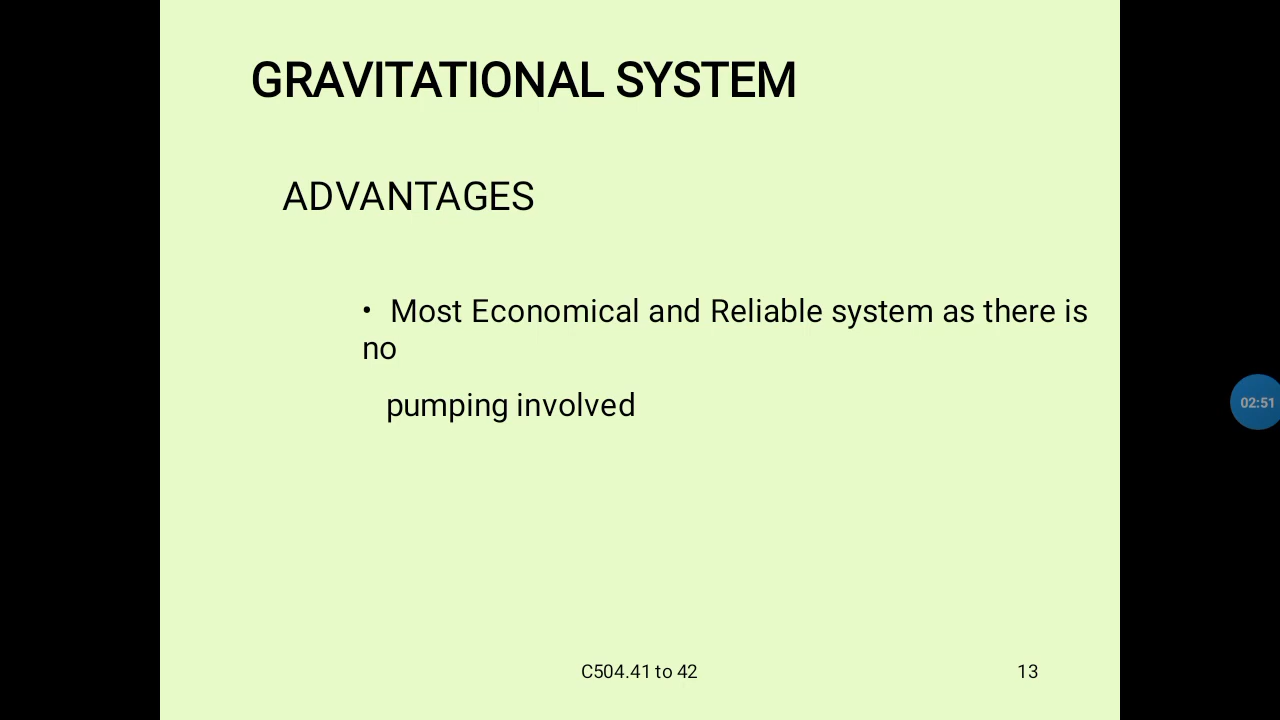 GRAVITATIONAL SYSTEM
ADVANTAGES
• Most Economical and Reliable system as there is
no
pumping involved
02:51
C504.41 to 42
13